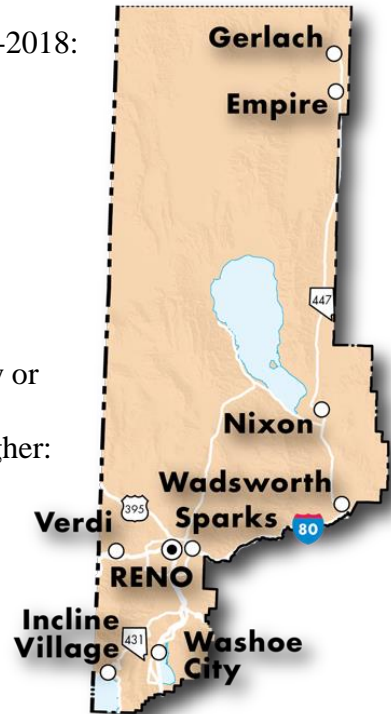 -2018:
Gerlach
Empire
447
y or
Nixon
gher:
Wadsworth
395
Verdi
Sparks
80
RENO
Incline
Village
431
Washoe
City